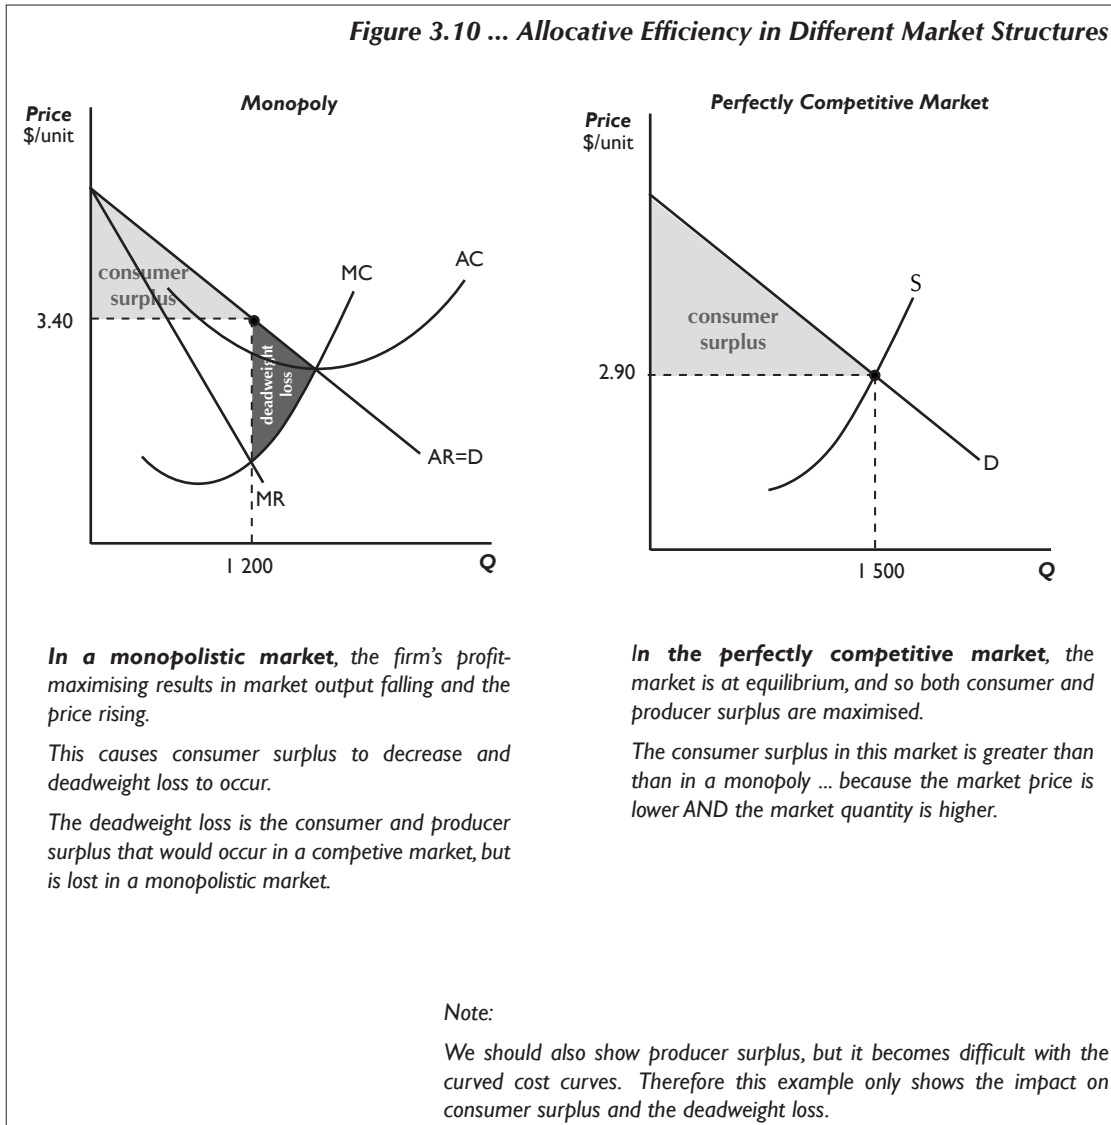 Figure 3.10 ... Allocative Efficiency in Different Market Structures
Monopoly
Price
$/unit
consumer
surplus
3.40
MC
AC
deadweight
loss
AR=D
MR
1 200
Q
Perfectly Competitive Market
Price
$/unit
consumer
surplus
2.90
S
D
1 500
Q
In a monopolistic market, the firm's profit-
maximising results in market output falling and the
price rising.
This causes consumer surplus to decrease and
deadweight loss to occur.
The deadweight loss is the consumer and producer
surplus that would occur in a competive market, but
is lost in a monopolistic market.
In the perfectly competitive market, the
market is at equilibrium, and so both consumer and
producer surplus are maximised.
The consumer surplus in this market is greater than
than in a monopoly ... because the market price is
lower AND the market quantity is higher.
Note:
We should also show producer surplus, but it becomes difficult with the
curved cost curves. Therefore this example only shows the impact on
consumer surplus and the deadweight loss.